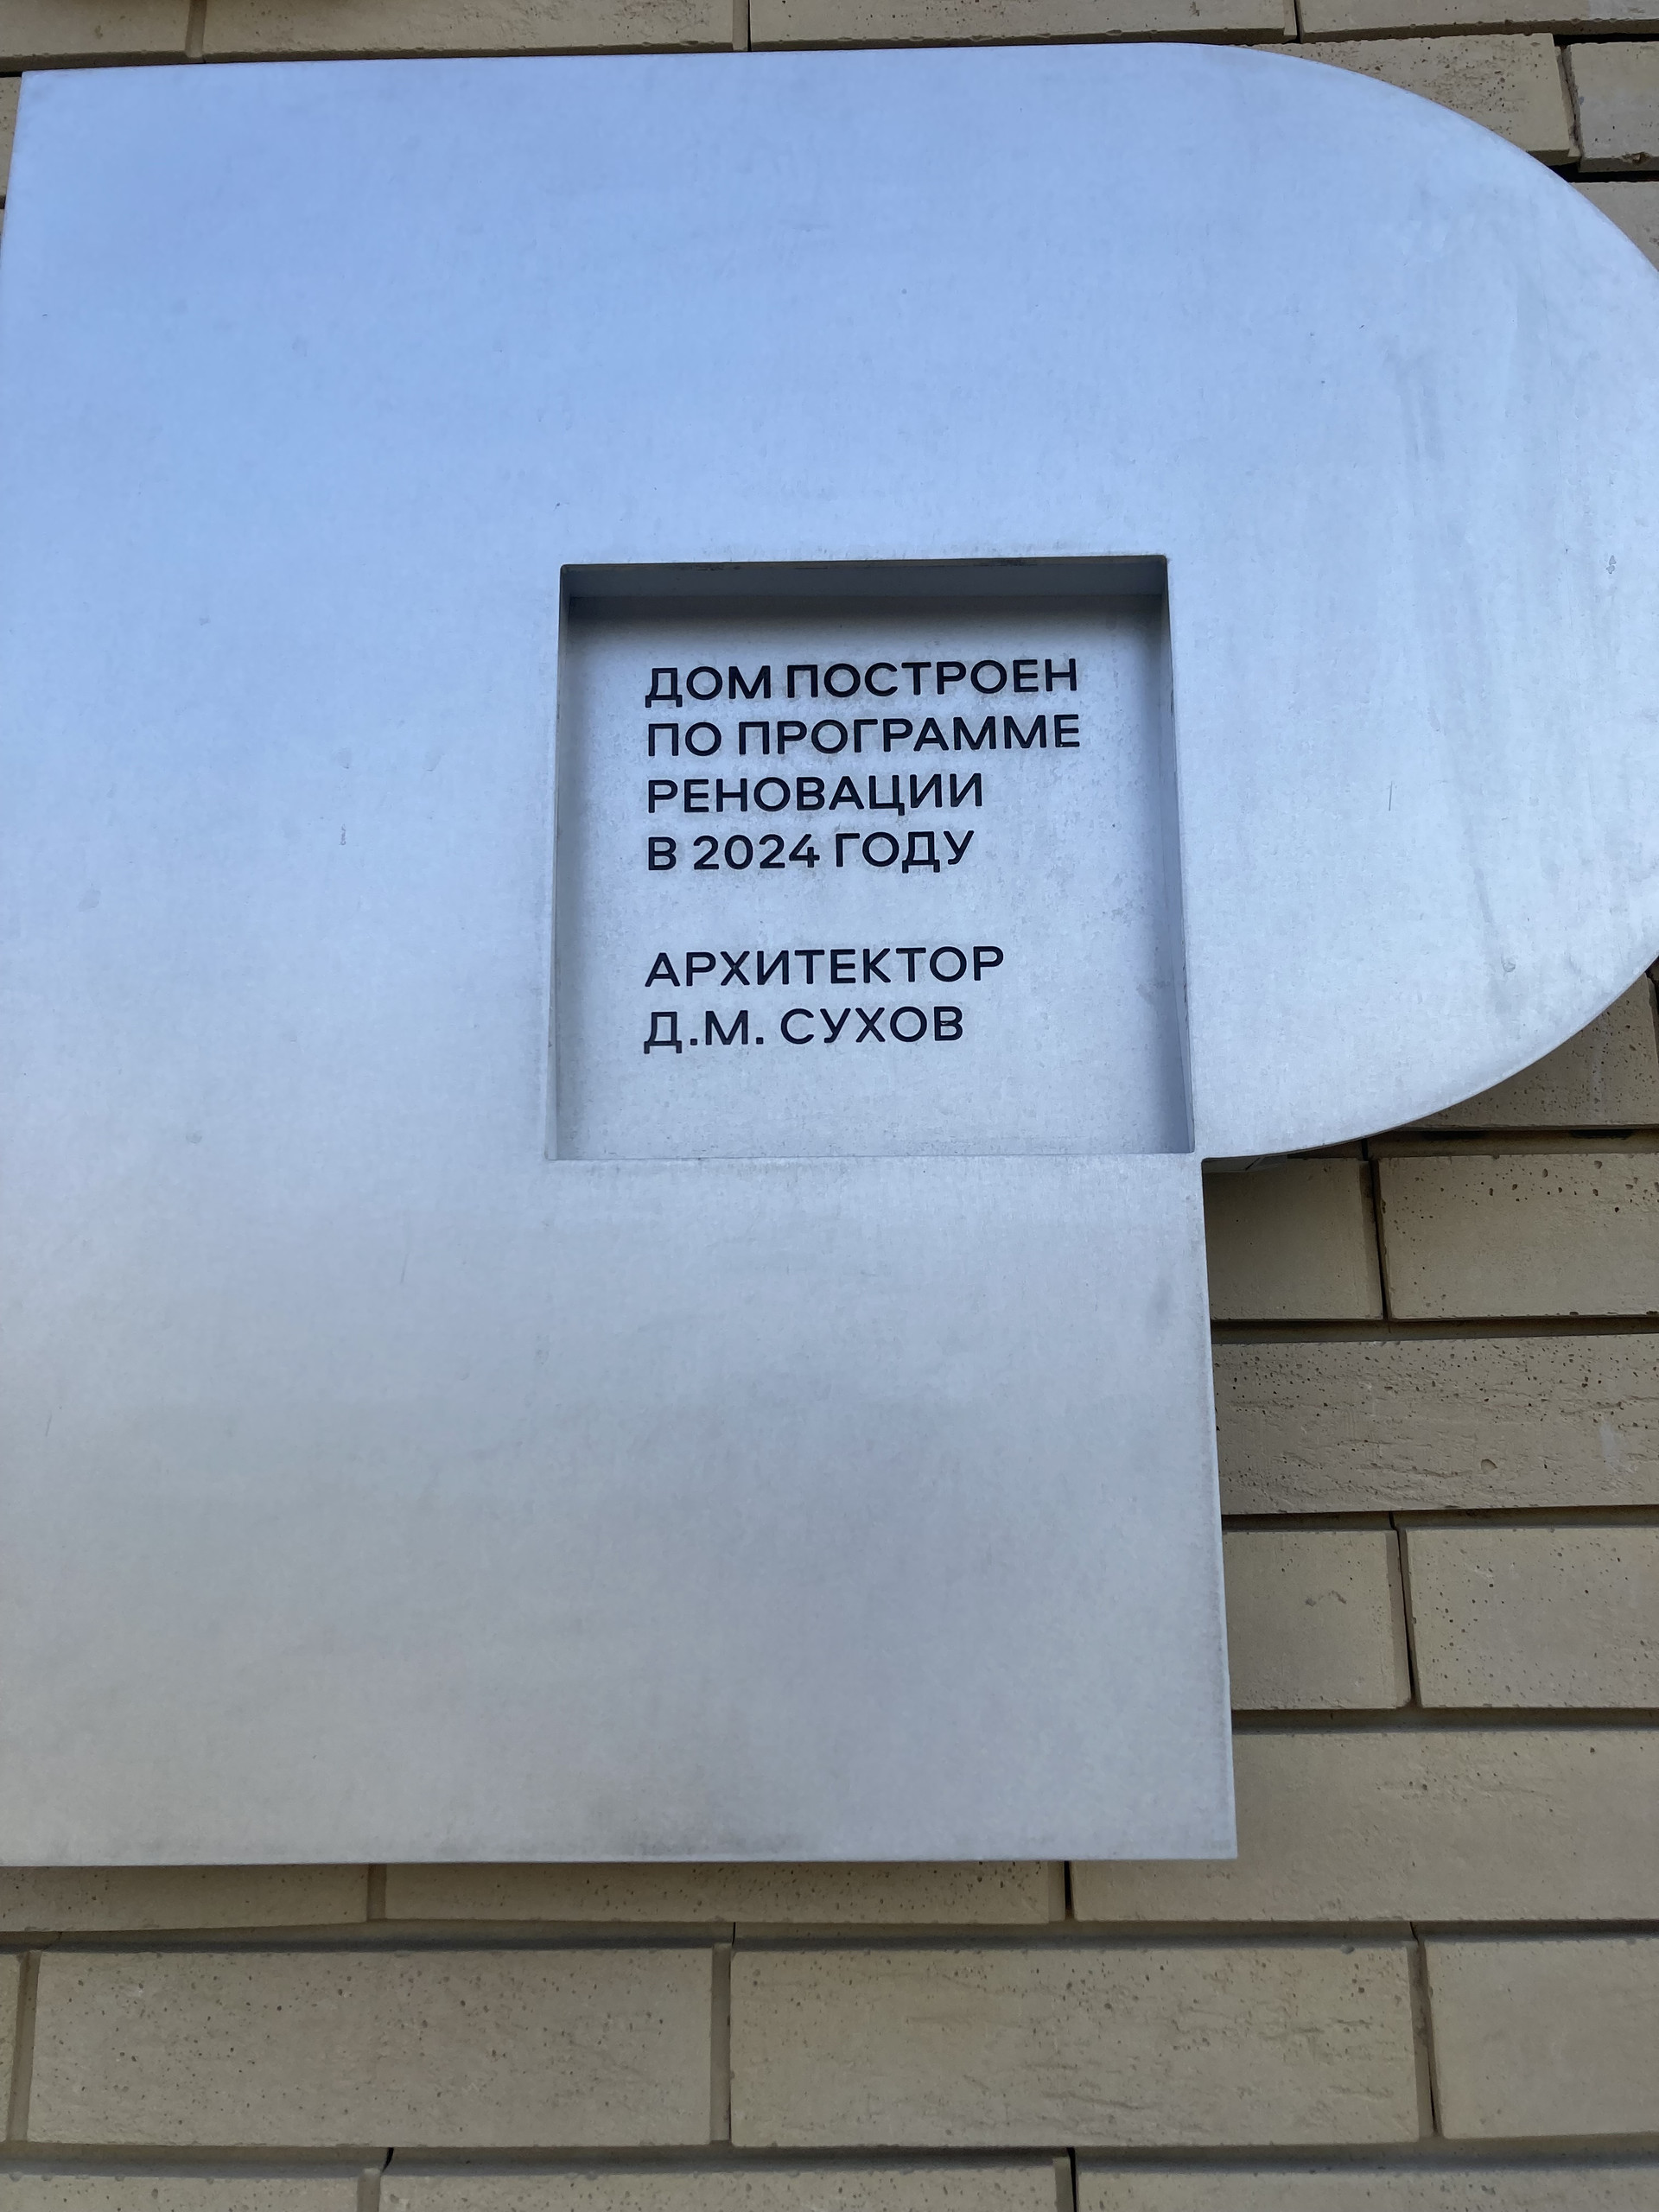 ДОМ ПОСТРОЕН
ПО ПРОГРАММЕ
РЕНОВАЦИИ
В 2024 ГОДУ
АРХИТЕКТОР
Д.М. СУХОВ